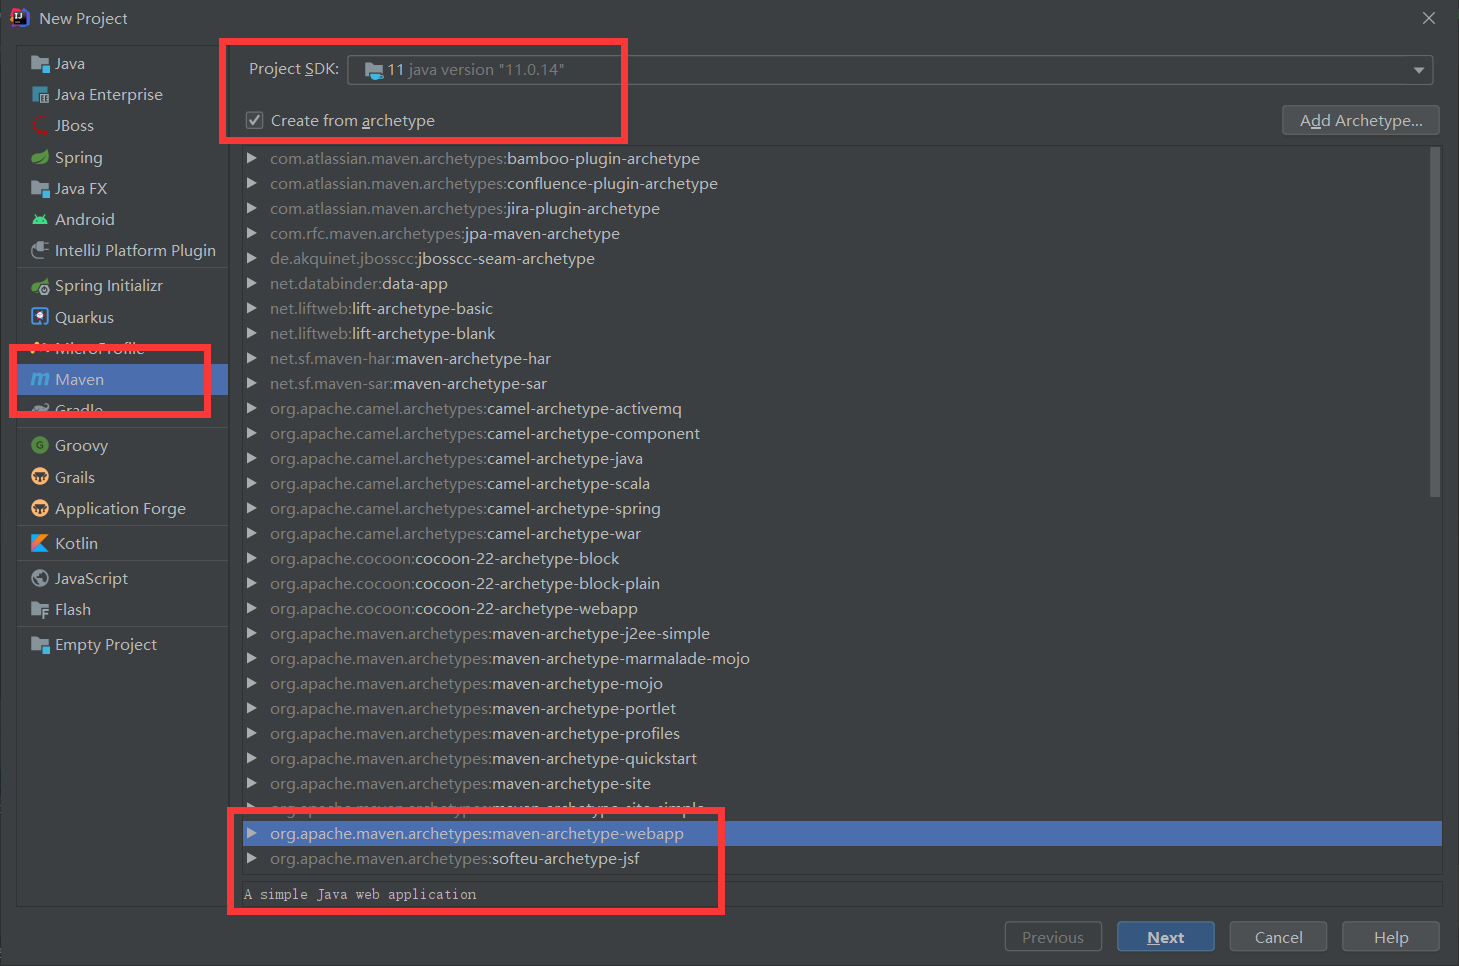 New Project
Java
Java Enterprise
JBoss
Spring
Java FX
Android
IntelliJ Platform Plugin
Spring Initializr
Quarkus
MicroProfile
Maven
Gradle
Groovy
Grails
Application Forge
Kotlin
JavaScript
Flash
Empty Project
Project SDK: 11 java version "11.0.14"
Create from archetype
Add Archetype...
com.atlassian.maven.archetypes:bamboo-plugin-archetype
com.atlassian.maven.archetypes:confluence-plugin-archetype
com.atlassian.maven.archetypes:jira-plugin-archetype
com.rfc.maven.archetypes:jpa-maven-archetype
de.akquinet.jbosscc:jbosscc-seam-archetype
net.databinder:data-app
net.liftweb:lift-archetype-basic
net.liftweb:lift-archetype-blank
net.sf.maven-har:maven-archetype-har
net.sf.maven-sar:maven-archetype-sar
org.apache.camel.archetypes:camel-archetype-activemq
org.apache.camel.archetypes:camel-archetype-component
org.apache.camel.archetypes:camel-archetype-java
org.apache.camel.archetypes:camel-archetype-scala
org.apache.camel.archetypes:camel-archetype-spring
org.apache.camel.archetypes:camel-archetype-war
org.apache.cocoon:cocoon-22-archetype-block
org.apache.cocoon:cocoon-22-archetype-block-plain
org.apache.cocoon:cocoon-22-archetype-webapp
org.apache.maven.archetypes:maven-archetype-j2ee-simple
org.apache.maven.archetypes:maven-archetype-marmalade-mojo
org.apache.maven.archetypes:maven-archetype-mojo
org.apache.maven.archetypes:maven-archetype-portlet
org.apache.maven.archetypes:maven-archetype-profiles
org.apache.maven.archetypes:maven-archetype-quickstart
org.apache.maven.archetypes:maven-archetype-site
org.apache.maven.archetypes:maven-archetype-site-simple
org.apache.maven.archetypes:maven-archetype-webapp
org.apache.maven.archetypes:softeu-archetype-jsf
A simple Java web application
Previous
Next
Cancel
Help